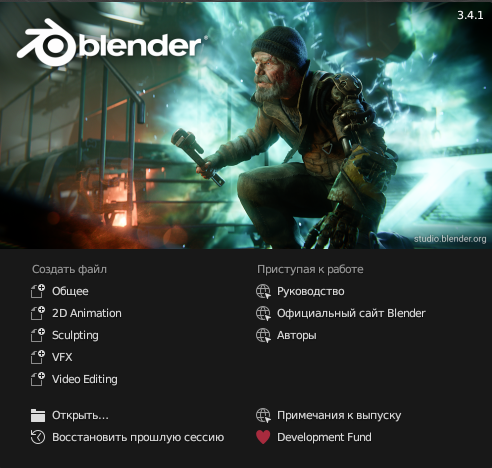 3.4.1
blender
studio.blender.org
Создать файл
Общее
2D Animation
Sculpting
VFX
Video Editing
Открыть...
Восстановить прошлую сессию
Приступая к работе
Руководство
Официальный сайт Blender
Авторы
Примечания к выпуску
Development Fund